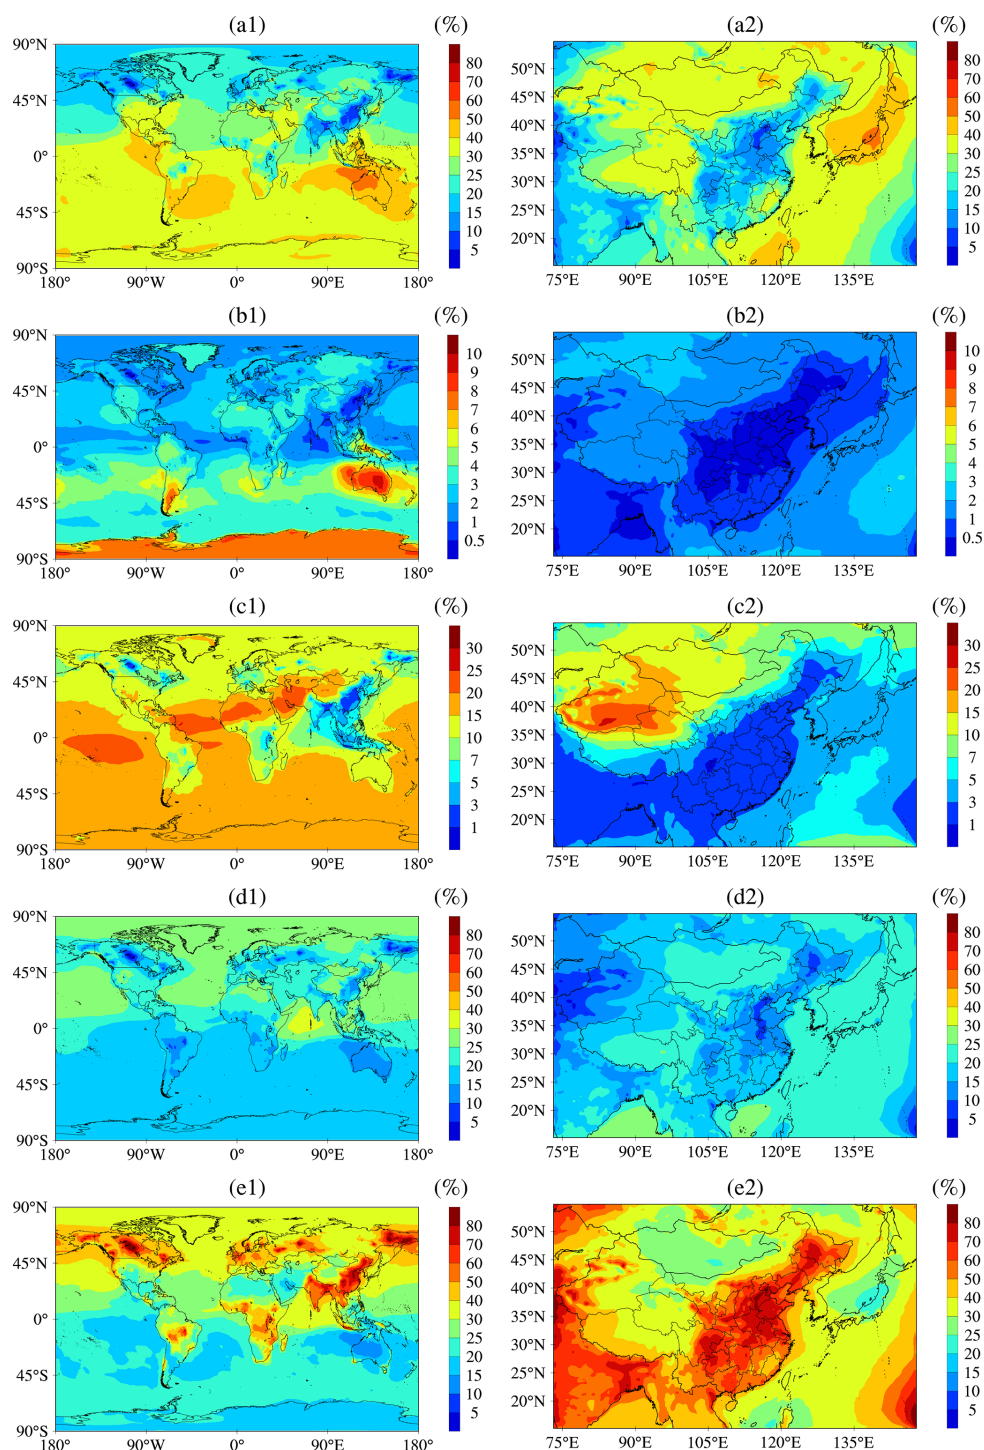 (a1) (%) (a2) (%)
90°N 80 50°N 80
70 45°N 70
45°N 60 60
50 40°N 50
0° 40 40
30 35°N 30
25 30°N 25
45°S 20 20
15 25°N 15
10 20°N 10
5 5
90°S
180° 90°W 0° 90°E 180° 75°E 90°E 105°E 120°E 135°E
(b1) (%) (b2) (%)
90°N 10 50°N 10
9 45°N 9
45°N 8 8
7 40°N 7
0° 6 6
5 35°N 5
4 30°N 4
45°S 3 3
2 25°N 2
1 20°N 1
0.5 0.5
90°S
180° 90°W 0° 90°E 180° 75°E 90°E 105°E 120°E 135°E
(c1) (%) (c2) (%)
90°N 30 50°N 30
25 45°N 25
45°N 20 40°N 20
15 15
0° 10 35°N 10
7 30°N 7
45°S 5 5
3 25°N 3
1 20°N 1
90°S
180° 90°W 0° 90°E 180° 75°E 90°E 105°E 120°E 135°E
(d1) (%) (d2) (%)
90°N 80 50°N 80
70 45°N 70
45°N 60 60
50 40°N 50
0° 40 40
30 35°N 30
25 30°N 25
45°S 20 20
15 25°N 15
10 20°N 10
5 5
90°S
180° 90°W 0° 90°E 180° 75°E 90°E 105°E 120°E 135°E
(e1) (%) (e2) (%)
90°N 80 50°N 80
70 45°N 70
45°N 60 60
50 40°N 50
0° 40 40
30 35°N 30
25 30°N 25
45°S 20 20
15 25°N 15
10 20°N 10
5 5
90°S
180° 90°W 0° 90°E 180° 75°E 90°E 105°E 120°E 135°E